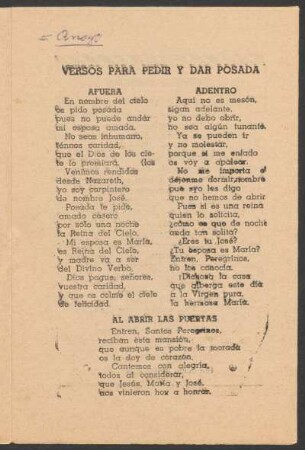 VERSOS PARA PEDIR Y DAR POSADA
AFUERA
En nombre del cielo
os pido posada
pues no puede andar
mi esposa amada.
No seas inhumano,
tennos caridad,
que el Dios de los cie-
lo te premiará. (los
Venimos rendidos
desde Nazareth,
yo soy carpintero
do nombre José.
Posada te pide,
amado casero
por sólo una noche
la Reina del Cielo.
Mi esposa es María,
es Reina del Cielo,
y madre va a ser
del Divino Verbo.
Dios pague, señores,
vuestra caridad,
y que os colme el cielo
de felicidad.
ADENTRO
Aquí no es mesón,
sigan adelante,
yo no debo abrir,
no sea algún tunante.
Ya se pueden ir
y no molestar,
porque si me enfado
os voy a apalear.
No me importa el
déjenme dormir, nombre
pue syo les digo
que no hemos de abrir
Pues si es una reina
quien lo solicita,
¿cómo es que de noche
anda tan solita?
¿Eres tú José?
¿Tu esposa es María?
Entren, Peregrinos,
no los conocía.
¡Dichosa la casa
que alberga este día
a la Virgen pura,
la hermosa María.
AL ABRIR LAS PUERTAS
Entren, Santos Peregrinos,
reciban esta mansión,
que aunque es pobre la morada
os la doy de corazón.
Cantemos con alegría,
todos al considerar,
que Jesús, María y José,
nos vinieron hoy a honrar.